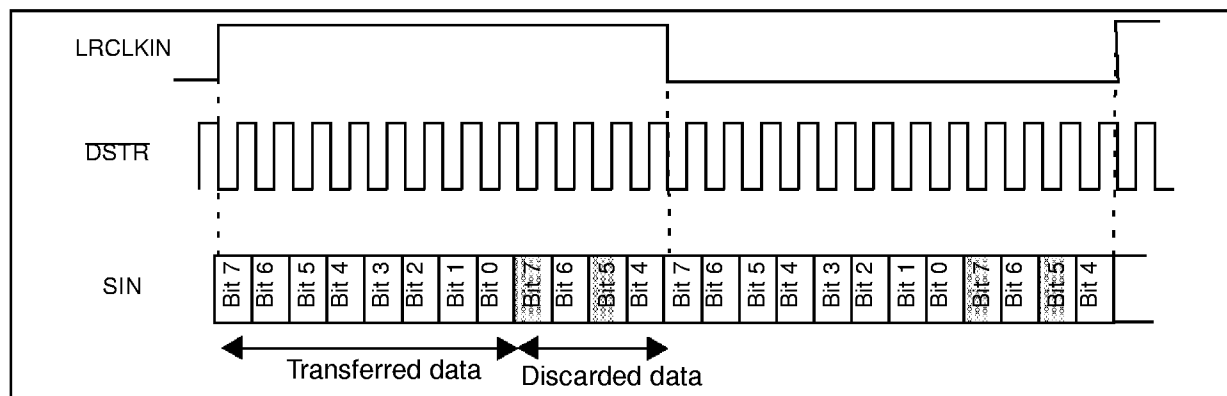 LRCLKIN
DSTR
SIN
Bit 7 Bit 6 Bit 5 Bit 4 Bit 3 Bit 2 Bit 1 Bit 0 Bit 7 Bit 6 Bit 5 Bit 4 Bit 7 Bit 6 Bit 5 Bit 4 Bit 3 Bit 2 Bit 1 Bit 0 Bit 7 Bit 6 Bit 5 Bit 4
Transferred data Discarded data